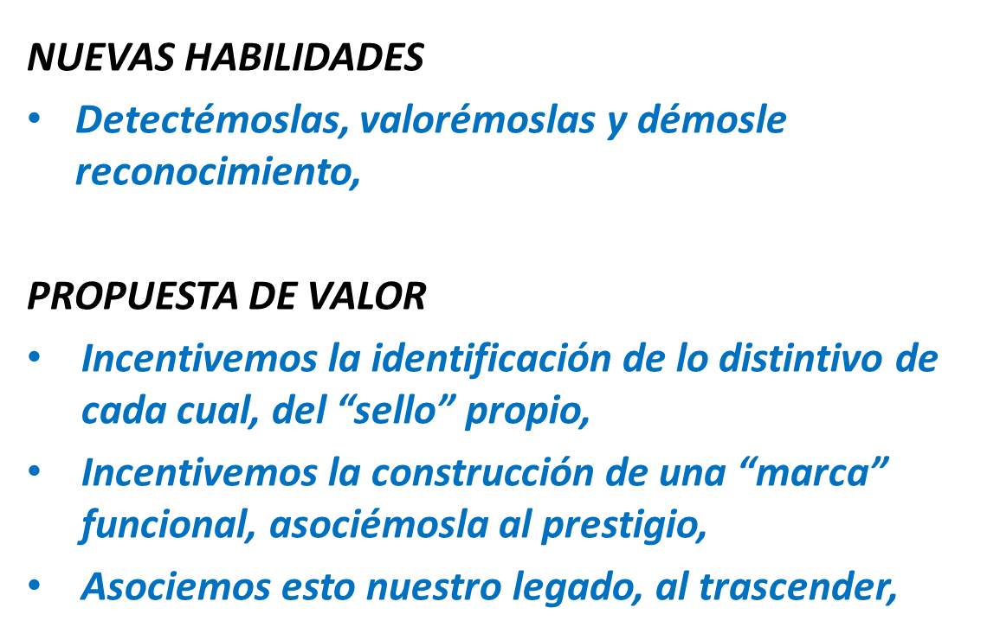 NUEVAS HABILIDADES
• Detectémoslas, valorémoslas y démosle
reconocimiento,
PROPUESTA DE VALOR
• Incentivemos la identificación de lo distintivo de
cada cual, del “sello” propio,
• Incentivemos la construcción de una “marca”
funcional, asociémosla al prestigio,
• Asociemos esto nuestro legado, al trascender,